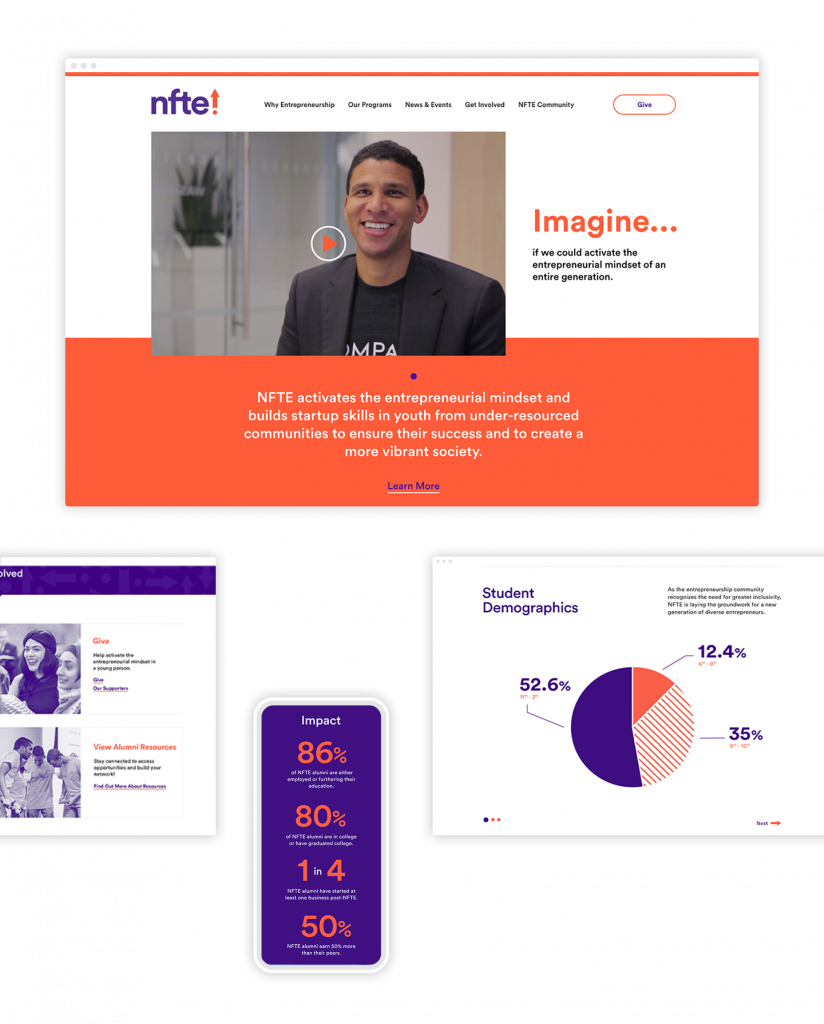 nfte!
Why Entrepreneurship
Our Programs
News & Events
Get Involved
NFTE Community
Give
OMPA
Imagine...
if we could activate the
entrepreneurial mindset of an
entire generation.
NFTE activates the entrepreneurial mindset and
builds startup skills in youth from under-resourced
communities to ensure their success and to create a
more vibrant society.
Learn More
olved
Give
Help activate the
entrepreneurial mindset in
a young person.
Give
Our Supporters
View Alumni Resources
Stay connected to access
opportunities and build your
network!
Find Out More About Resources
Impact
86%
of NFTE alumni are either
employed or furthering their
education.
80%
of NFTE alumni are in college
or have graduated college.
1 in 4
NFTE alumni have started at
least one business post-NFTE.
50%
NFTE alumni earn 50% more
than their peers.
Student
Demographics
As the entrepreneurship community
recognizes the need for greater inclusivity,
NFTE is laying the groundwork for a new
generation of diverse entrepreneurs.
12.4%
6th - 8th
52.6%
35%
9th - 10th
Next